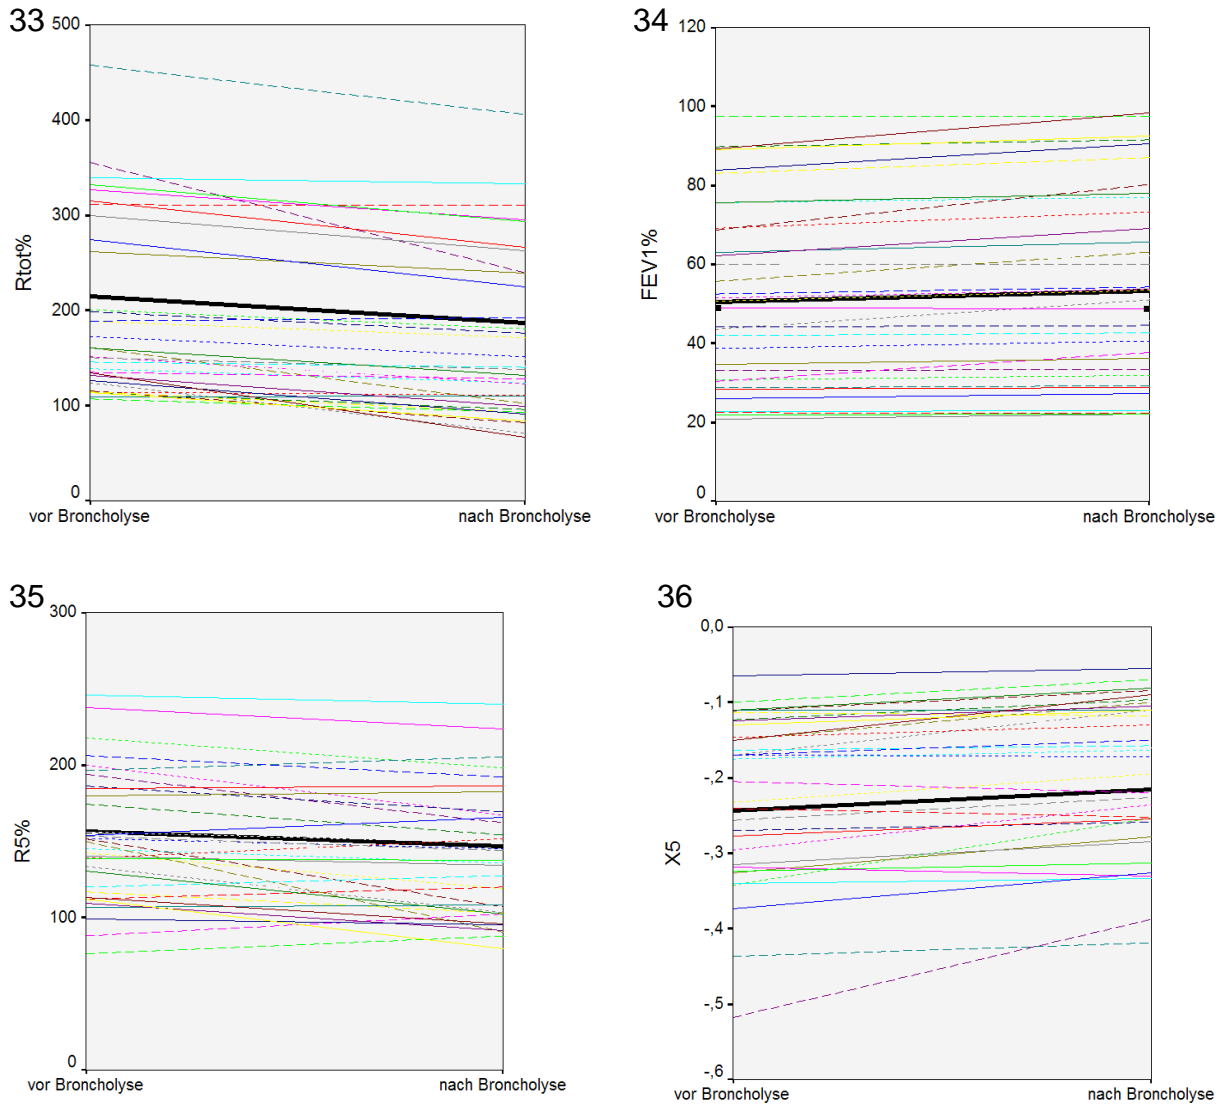 33
500
400
300
200
100
0
Rtot%
vor Broncholyse
nach Broncholyse
34
120
100
80
60
40
20
0
FEV1%
vor Broncholyse
nach Broncholyse
35
300
200
100
0
R5%
vor Broncholyse
nach Broncholyse
36
0,0
-,1
-,2
-,3
-,4
-,5
-,6
X5
vor Broncholyse
nach Broncholyse